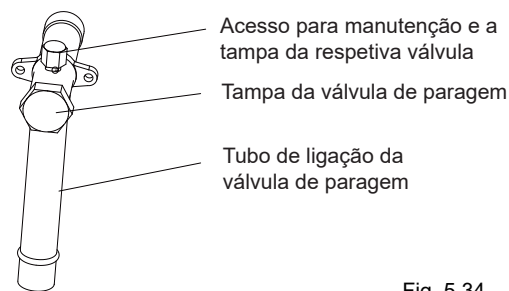 Acesso para manutenção e a
tampa da respetiva válvula
Tampa da válvula de paragem
Tubo de ligação da
válvula de paragem
Fig. 5.34